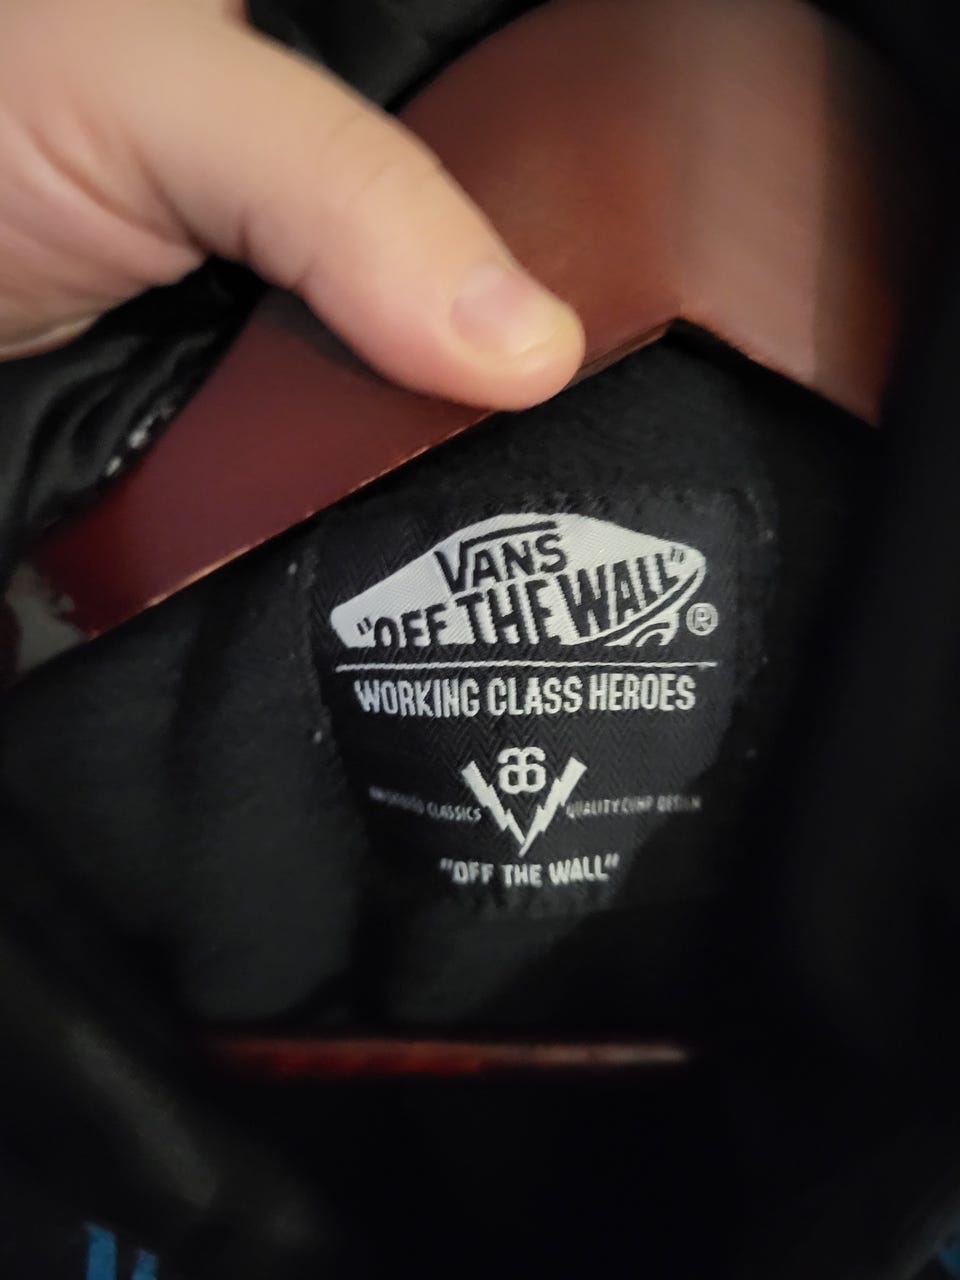 VANS
"OFF THE WALL"
®
WORKING CLASS HEROES
66
CLASSICS QUALITY
"OFF THE WALL"